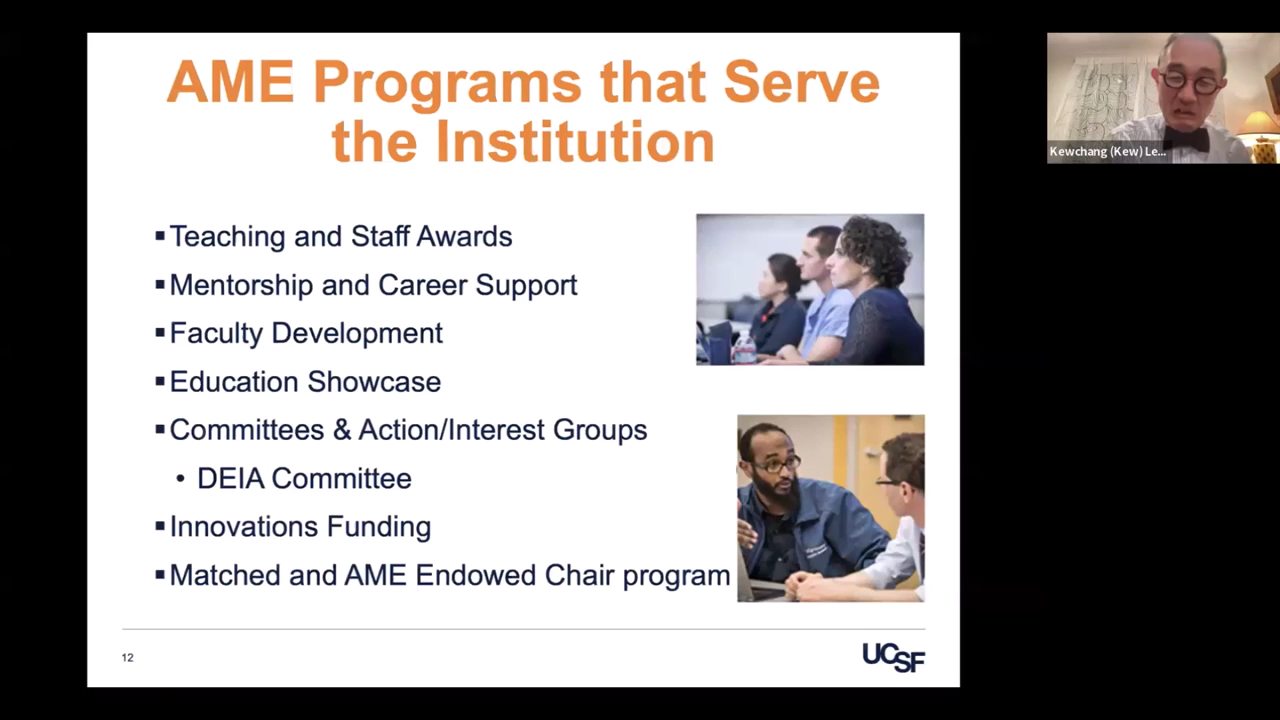 AME Programs that Serve
the Institution
▪Teaching and Staff Awards
▪Mentorship and Career Support
▪Faculty Development
▪Education Showcase
▪Committees & Action/Interest Groups
• DEIA Committee
▪Innovations Funding
▪Matched and AME Endowed Chair program
12
UCSF
Kewchang (Kew) Le...